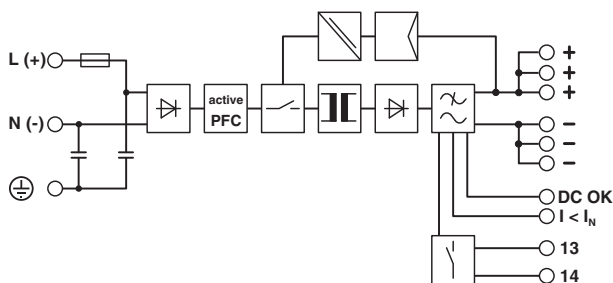 L (+)
N (-)
active
PFC
+
+
+
−
−
−
DC OK
I < IN
13
14